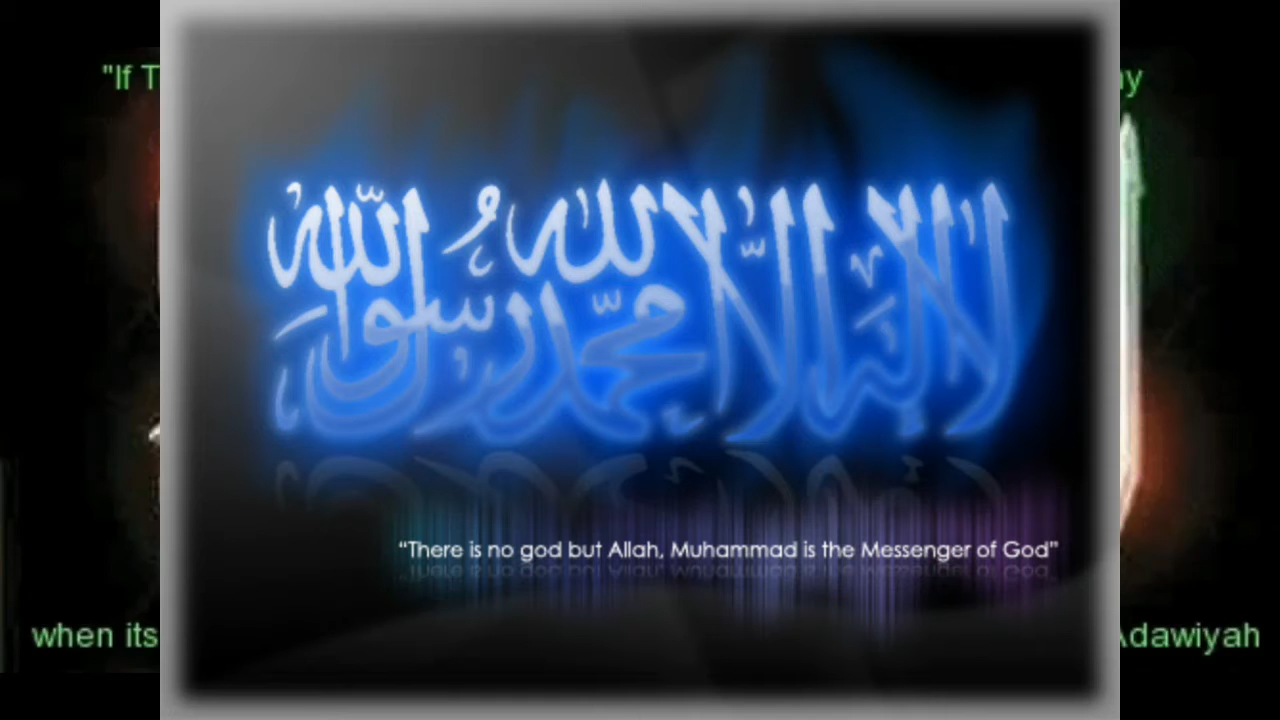 "If T
ny
لا إله إلا الله محمد رسول الله
"There is no god but Allah, Muhammad is the Messenger of God"
when its
Adawiyah